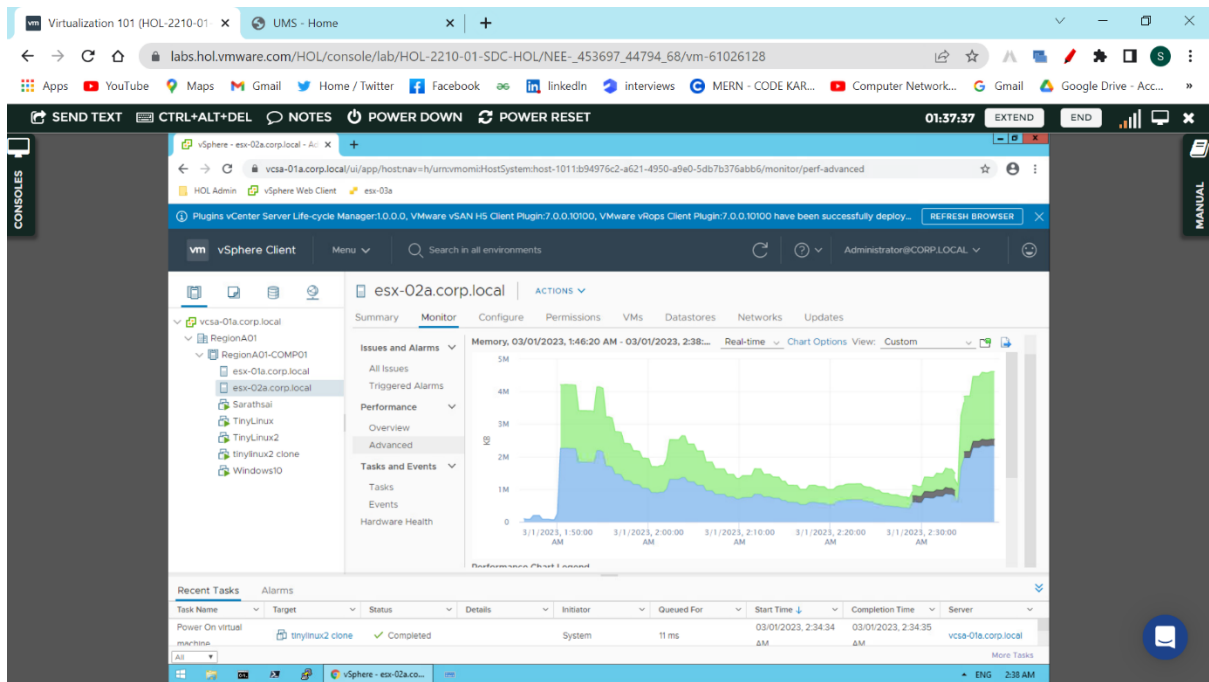 vm Virtualization 101 (HOL-2210-01- × UMS - Home × +
labs.hol.vmware.com/HOL/console/lab/HOL-2210-01-SDC-HOL/NEE-_453697_44794_68/vm-61026128 S
Apps YouTube Maps Gmail Home / Twitter Facebook linkedIn interviews MERN - CODE KAR... Computer Network... Gmail Google Drive - Acc... »
SEND TEXT CTRL+ALT+DEL NOTES POWER DOWN POWER RESET 01:37:37 EXTEND END
CONSOLES
MANUAL
vSphere - esx-02a.corp.local - Ac × +
vcsa-01a.corp.local/ui/app/host;nav=h/urn:vmomi:HostSystem:host-1011:b94976c2-a621-4950-a9e0-5db7b376abb6/monitor/perf-advanced
HOL Admin vSphere Web Client esx-03a
Plugins vCenter Server Life-cycle Manager:1.0.0.0, VMware vSAN H5 Client Plugin:7.0.0.10100, VMware vRops Client Plugin:7.0.0.10100 have been successfully deploy... REFRESH BROWSER
vm vSphere Client Menu Search in all environments Administrator@CORP.LOCAL
esx-02a.corp.local ACTIONS
Summary Monitor Configure Permissions VMs Datastores Networks Updates
vcsa-01a.corp.local
RegionA01
RegionA01-COMP01
esx-01a.corp.local
esx-02a.corp.local
Sarathsai
TinyLinux
TinyLinux2
tinylinux2 clone
Windows10
Issues and Alarms
All Issues
Triggered Alarms
Performance
Overview
Advanced
Tasks and Events
Tasks
Events
Hardware Health
Memory, 03/01/2023, 1:46:20 AM - 03/01/2023, 2:38:... Real-time Chart Options View: Custom
5M
4M
3M
2M
1M
0
KB
3/1/2023, 1:50:00 AM
3/1/2023, 2:00:00 AM
3/1/2023, 2:10:00 AM
3/1/2023, 2:20:00 AM
3/1/2023, 2:30:00 AM
Performance Chart Legend
Recent Tasks Alarms
Task Name Target Status Details Initiator Queued For Start Time ↓ Completion Time Server
Power On virtual machine tinylinux2 clone Completed System 11 ms 03/01/2023, 2:34:34 AM 03/01/2023, 2:34:35 AM vcsa-01a.corp.local
All More Tasks
vSphere - esx-02a.co... ENG 2:38 AM